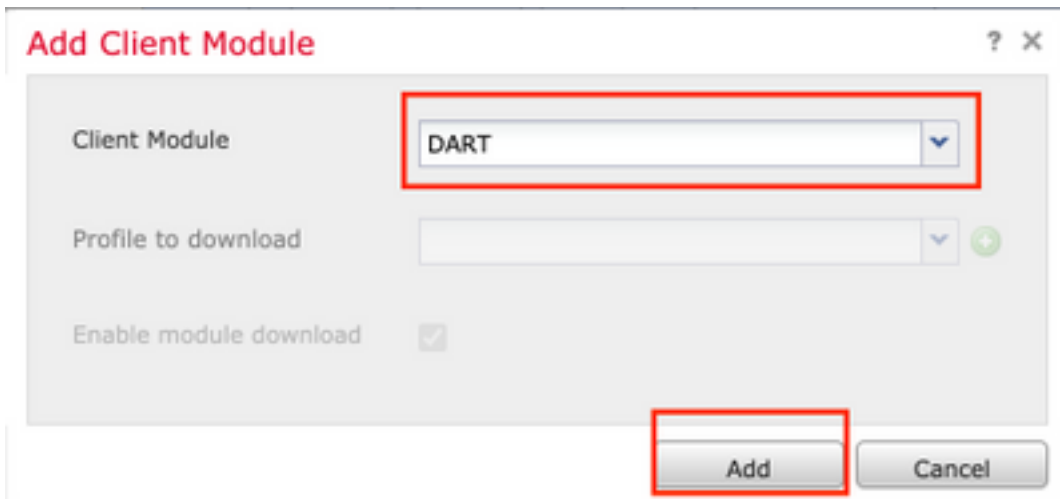 Add Client Module ?
Client Module DART
Profile to download
Enable module download
Add Cancel